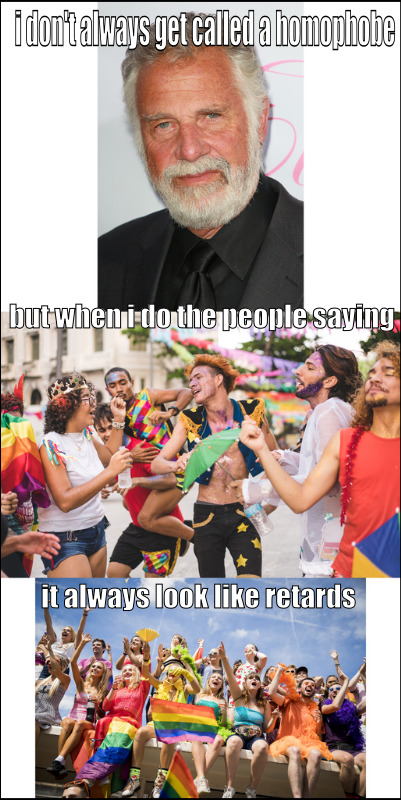 i don't always get called a homophobe
but when i do the people saying
it always look like retards